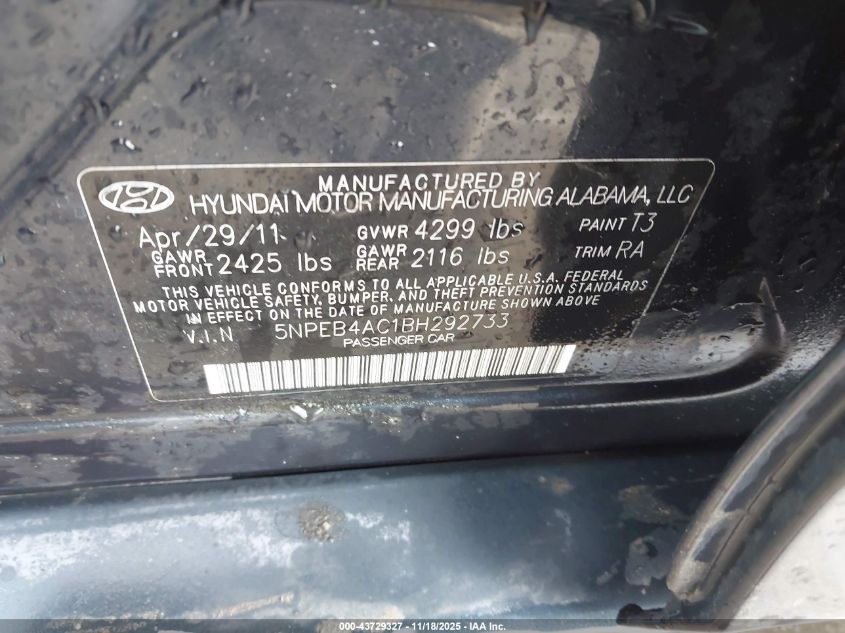 MANUFACTURED BY
HYUNDAI MOTOR MANUFACTURING ALABAMA, LLC
Apr/29/11 GVWR 4299 lbs PAINT T3
GAWR FRONT 2425 lbs GAWR REAR 2116 lbs TRIM RA
THIS VEHICLE CONFORMS TO ALL APPLICABLE U.S.A. FEDERAL
MOTOR VEHICLE SAFETY, BUMPER, AND THEFT PREVENTION STANDARDS
IN EFFECT ON THE DATE OF MANUFACTURE SHOWN ABOVE.
V.I.N 5NPEB4AC1BH292733
PASSENGER CAR
000-43729327 - 11/18/2025 - IAA Inc.